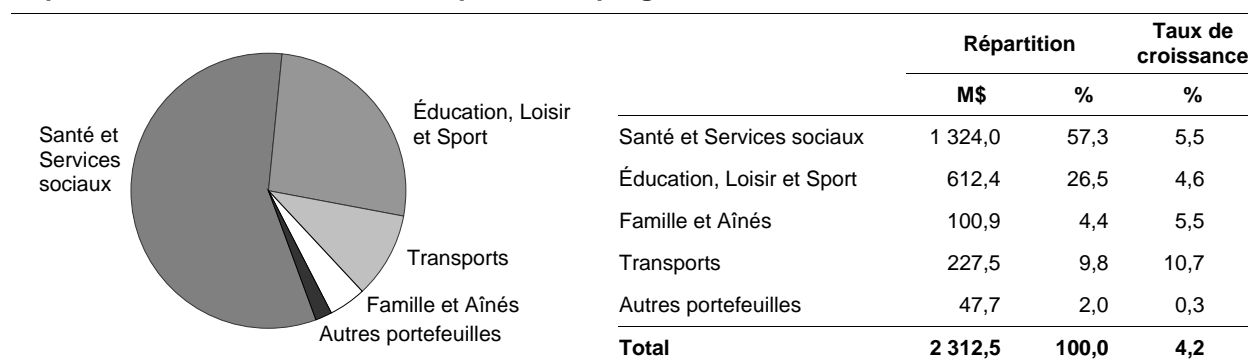 Santé et
Services
sociaux
Éducation, Loisir
et Sport
Transports
Famille et Aînés
Autres portefeuilles
Répartition Taux de croissance
M$ % %
Santé et Services sociaux 1 324,0 57,3 5,5
Éducation, Loisir et Sport 612,4 26,5 4,6
Famille et Aînés 100,9 4,4 5,5
Transports 227,5 9,8 10,7
Autres portefeuilles 47,7 2,0 0,3
Total 2 312,5 100,0 4,2